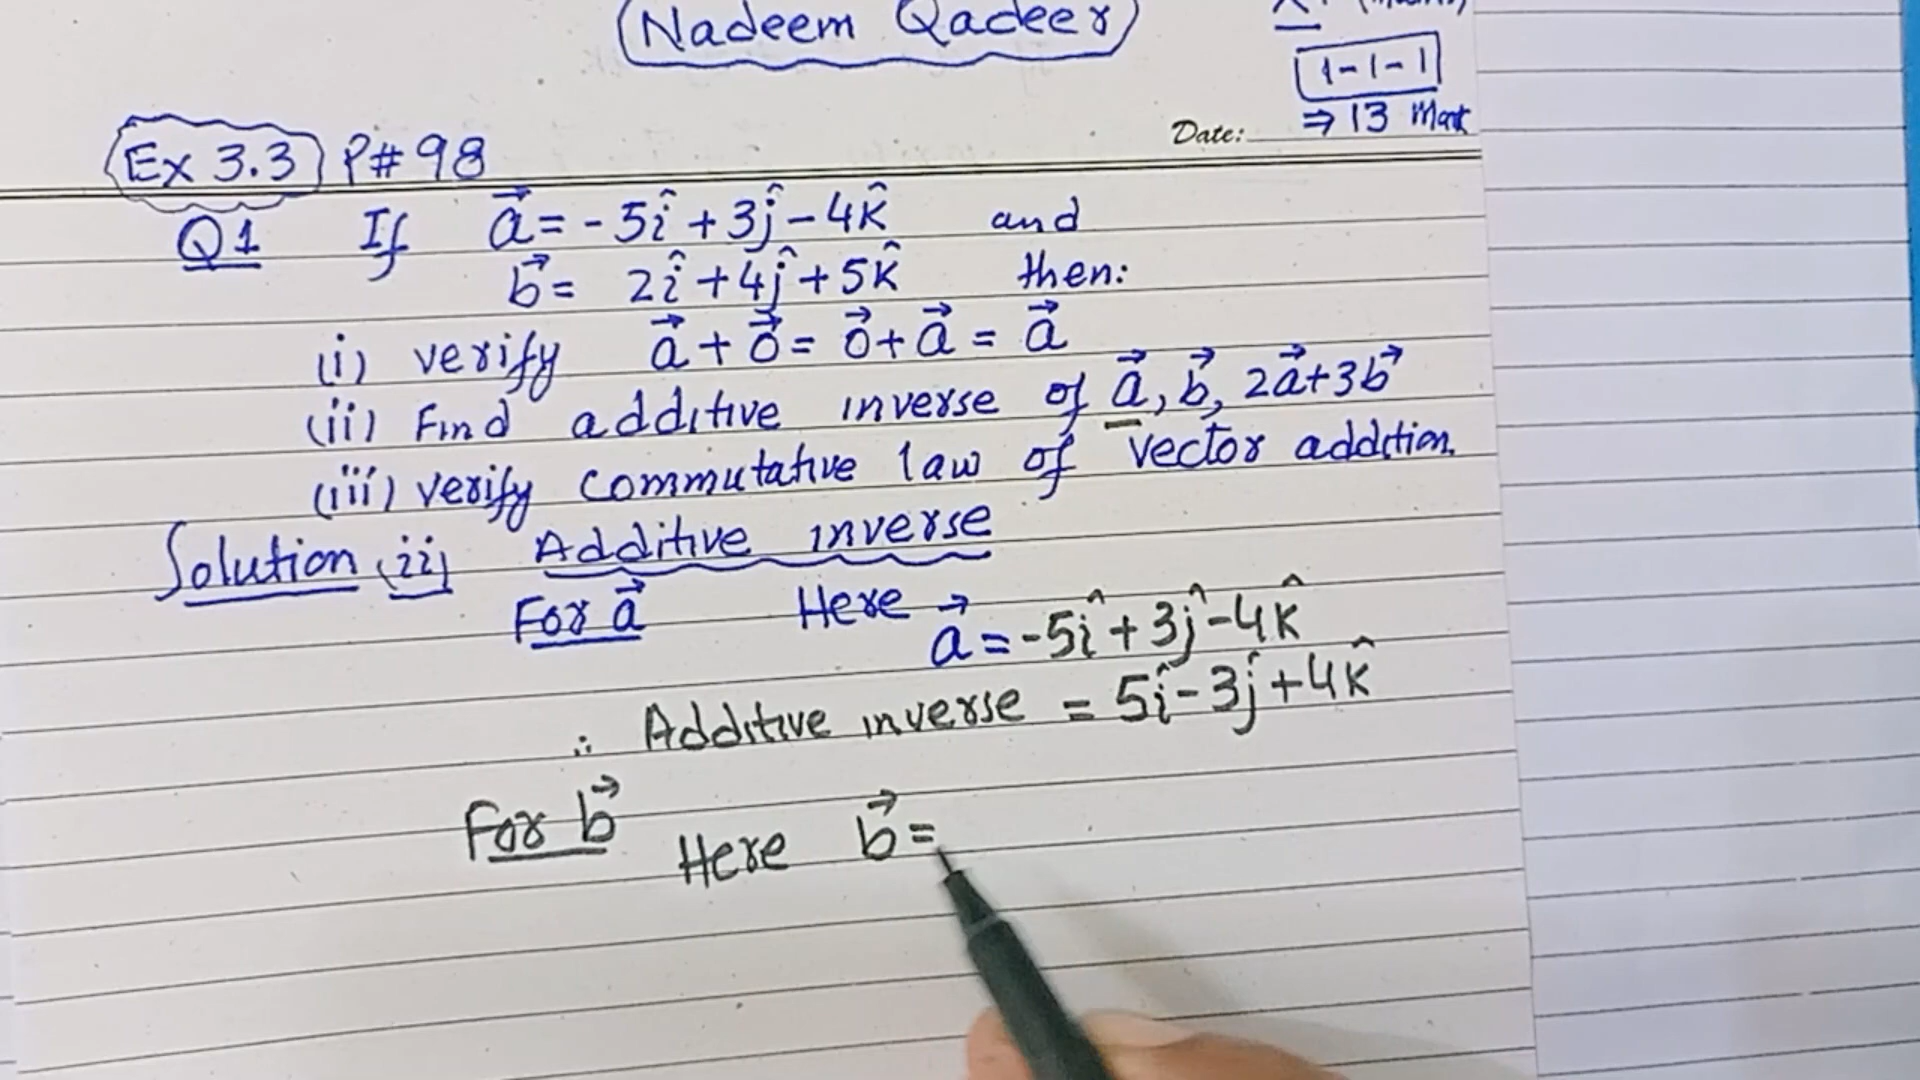 Nadeem Qadeer
1-1-1
⇒ 13 Mark
Date:
Ex 3.3 P#98
Q1 If a⃗ = -5î + 3ĵ - 4k̂ and
b⃗ = 2î + 4ĵ + 5k̂ then:
(i) verify a⃗ + 0⃗ = 0⃗ + a⃗ = a⃗
(ii) Find additive inverse of a⃗, b⃗, 2a⃗+3b⃗
(iii) verify commutative law of vector addition.
Solution (ii) Additive inverse
For a⃗ Here a⃗ = -5î + 3ĵ - 4k̂
∴ Additive inverse = 5î - 3ĵ + 4k̂
For b⃗ Here b⃗ =